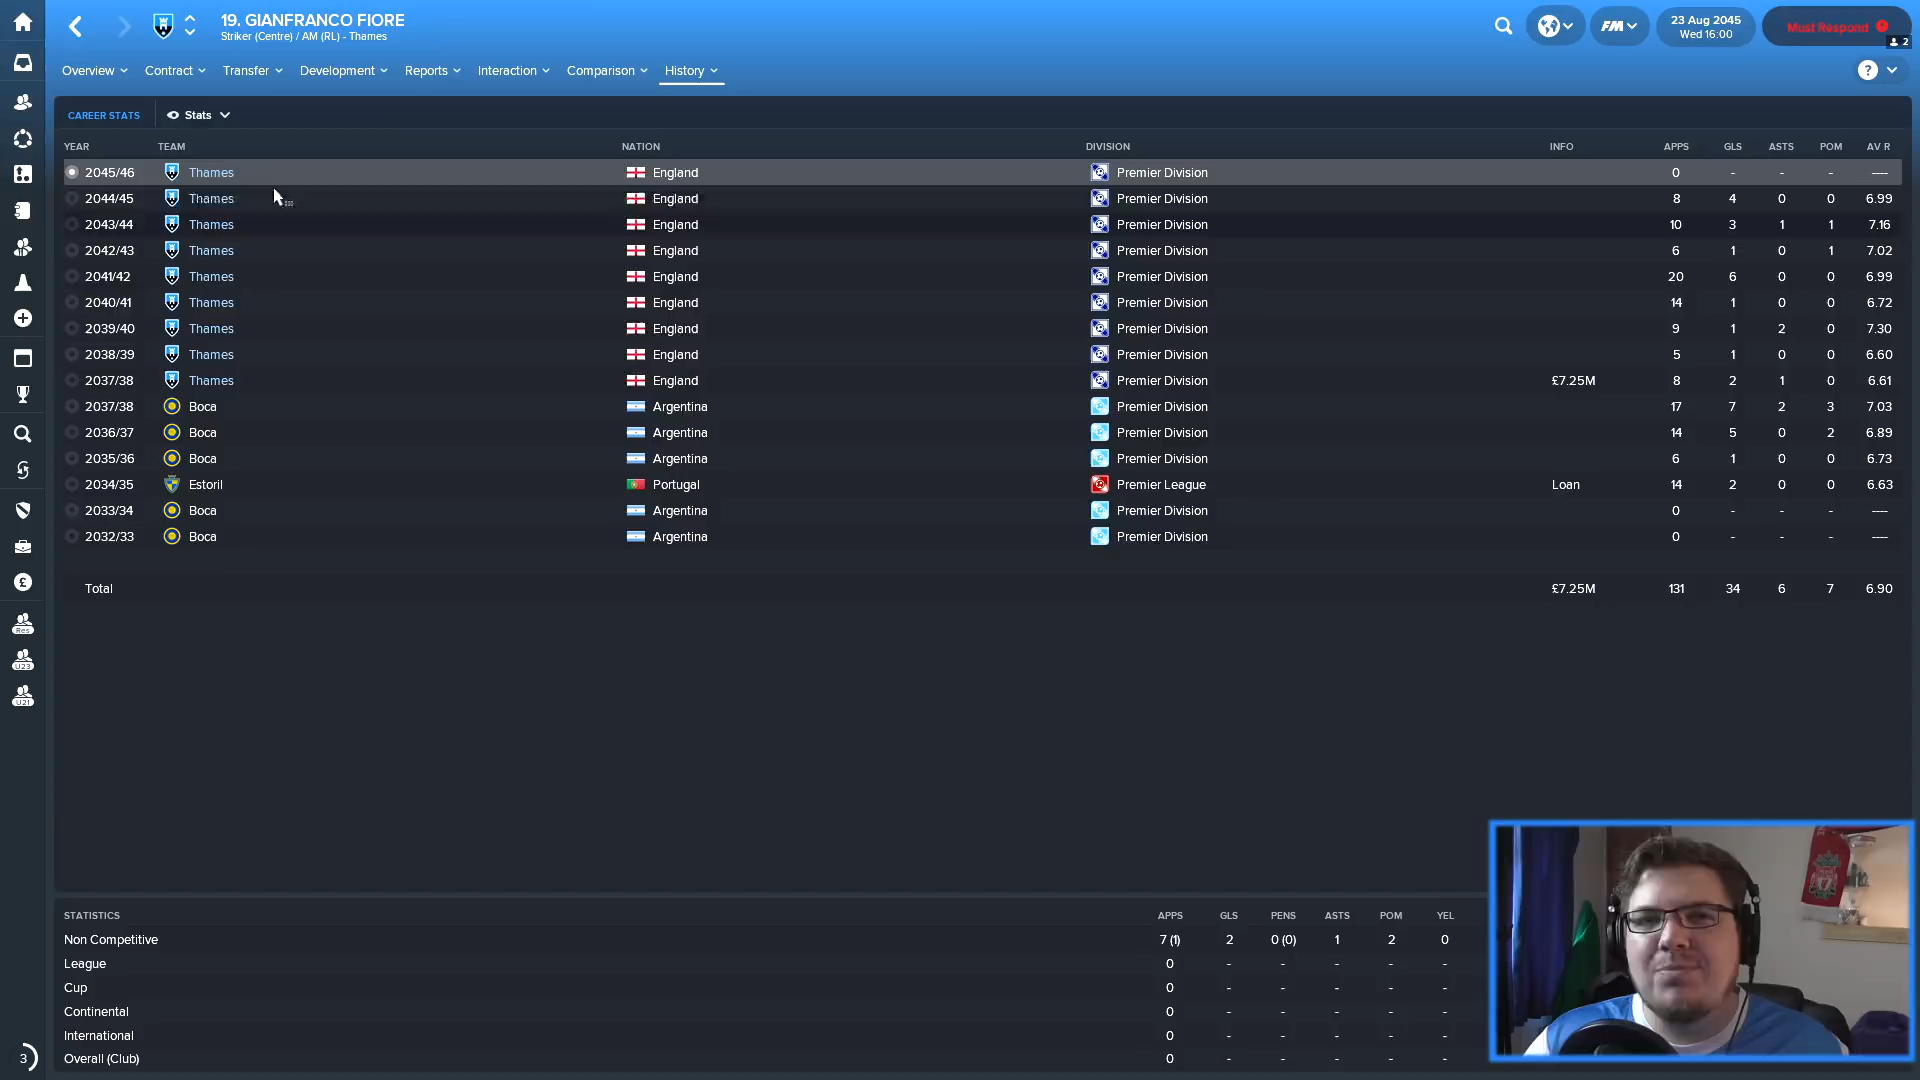 19. GIANFRANCO FIORE
Striker (Centre) / AM (RL) - Thames
FM
23 Aug 2045
Wed 16:00
Must Respond
2
Overview Contract Transfer Development Reports Interaction Comparison History
?
CAREER STATS Stats
YEAR TEAM NATION DIVISION INFO APPS GLS ASTS POM AV R
2045/46 Thames England Premier Division 0 - - - ----
2044/45 Thames England Premier Division 8 4 0 0 6.99
2043/44 Thames England Premier Division 10 3 1 1 7.16
2042/43 Thames England Premier Division 6 1 0 1 7.02
2041/42 Thames England Premier Division 20 6 0 0 6.99
2040/41 Thames England Premier Division 14 1 0 0 6.72
2039/40 Thames England Premier Division 9 1 2 0 7.30
2038/39 Thames England Premier Division 5 1 0 0 6.60
2037/38 Thames England Premier Division £7.25M 8 2 1 0 6.61
2037/38 Boca Argentina Premier Division 17 7 2 3 7.03
2036/37 Boca Argentina Premier Division 14 5 0 2 6.89
2035/36 Boca Argentina Premier Division 6 1 0 0 6.73
2034/35 Estoril Portugal Premier League Loan 14 2 0 0 6.63
2033/34 Boca Argentina Premier Division 0 - - - ----
2032/33 Boca Argentina Premier Division 0 - - - ----
Total £7.25M 131 34 6 7 6.90
£
Res
U23
U21
3
STATISTICS APPS GLS PENS ASTS POM YEL
Non Competitive 7 (1) 2 0 (0) 1 2 0
League 0 - - - - -
Cup 0 - - - - -
Continental 0 - - - - -
International 0 - - - - -
Overall (Club) 0 - - - - -